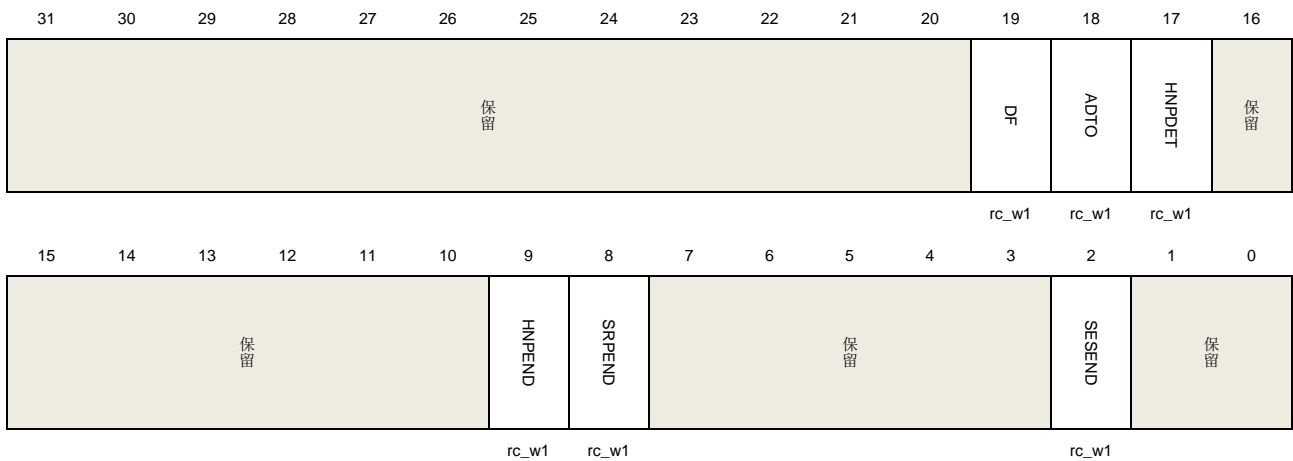 31 30 29 28 27 26 25 24 23 22 21 20 19 18 17 16
保留 DF ADTO HNPDET 保留
rc_w1 rc_w1 rc_w1
15 14 13 12 11 10 9 8 7 6 5 4 3 2 1 0
保留 HNPEND SRPEND 保留 SESEND 保留
rc_w1 rc_w1 rc_w1